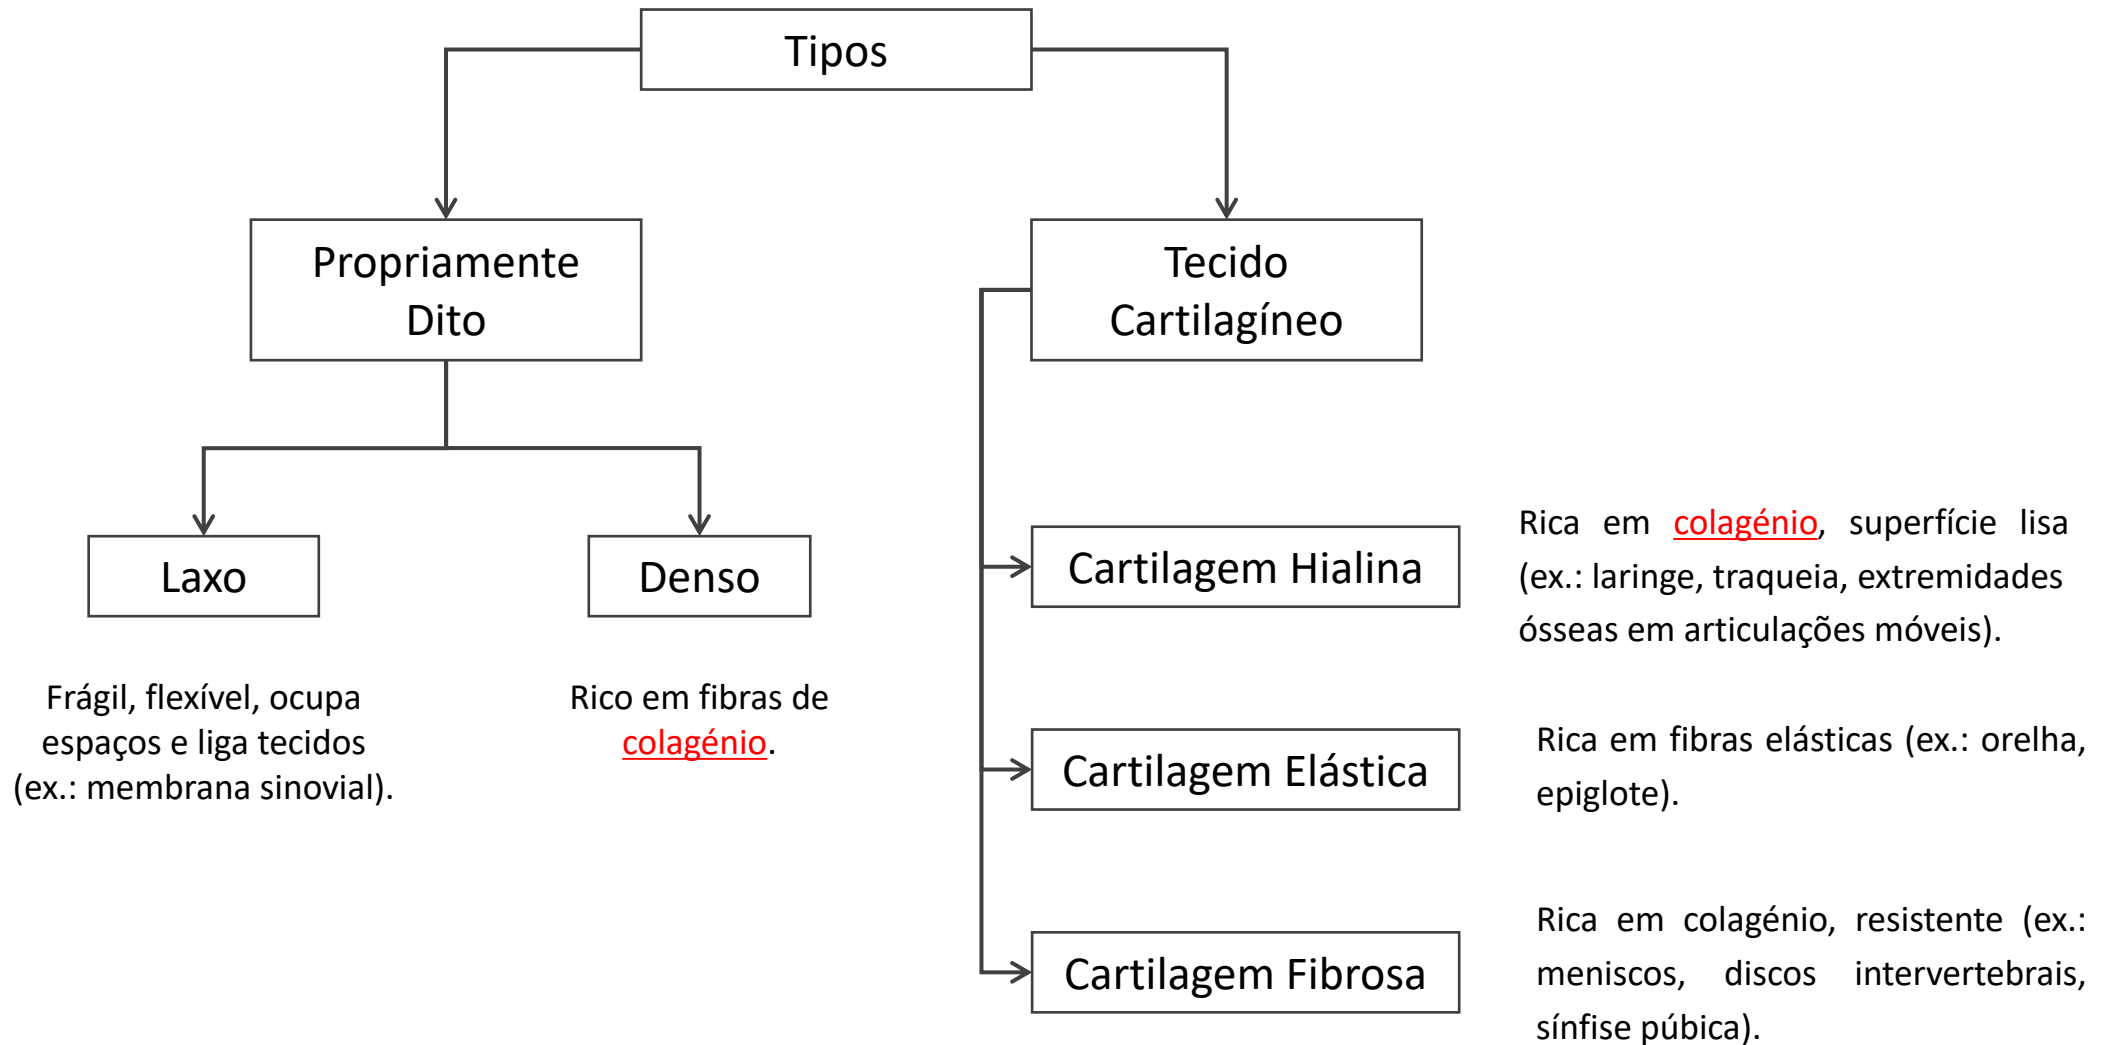 Tipos
Propriamente
Dito
Tecido
Cartilagíneo
Laxo
Denso
Frágil, flexível, ocupa
espaços e liga tecidos
(ex.: membrana sinovial).
Rico em fibras de
colagénio.
Cartilagem Hialina
Rica em colagénio, superfície lisa
(ex.: laringe, traqueia, extremidades
ósseas em articulações móveis).
Cartilagem Elástica
Rica em fibras elásticas (ex.: orelha,
epiglote).
Cartilagem Fibrosa
Rica em colagénio, resistente (ex.:
meniscos, discos intervertebrais,
sínfise púbica).